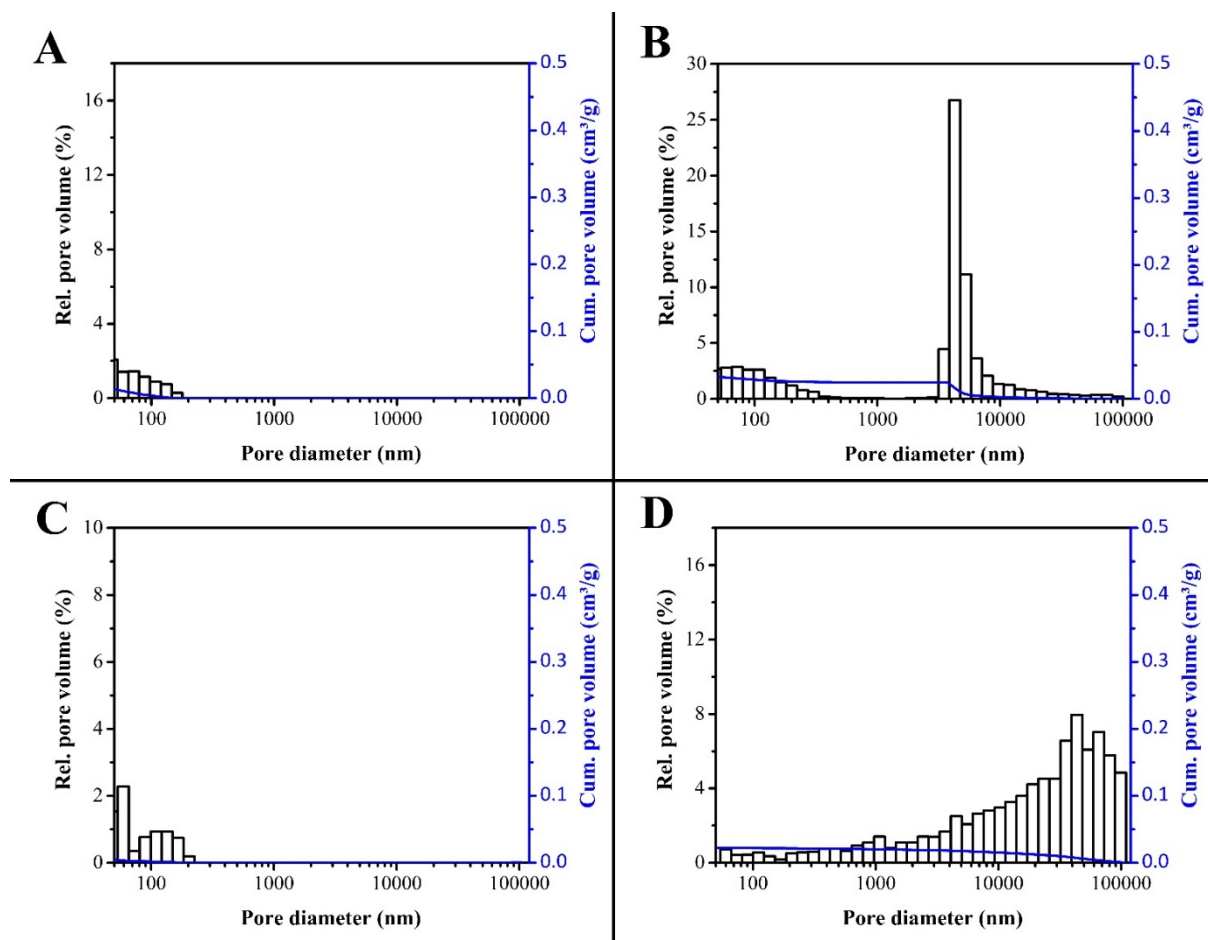 A
Rel. pore volume (%)
16
12
8
4
0
0.5
0.4
0.3
0.2
0.1
0.0
Cum. pore volume (cm³/g)
100 1000 10000 100000
Pore diameter (nm)
B
Rel. pore volume (%)
30
25
20
15
10
5
0
0.5
0.4
0.3
0.2
0.1
0.0
Cum. pore volume (cm³/g)
100 1000 10000 100000
Pore diameter (nm)
C
Rel. pore volume (%)
10
8
6
4
2
0
0.5
0.4
0.3
0.2
0.1
0.0
Cum. pore volume (cm³/g)
100 1000 10000 100000
Pore diameter (nm)
D
Rel. pore volume (%)
16
12
8
4
0
0.5
0.4
0.3
0.2
0.1
0.0
Cum. pore volume (cm³/g)
100 1000 10000 100000
Pore diameter (nm)